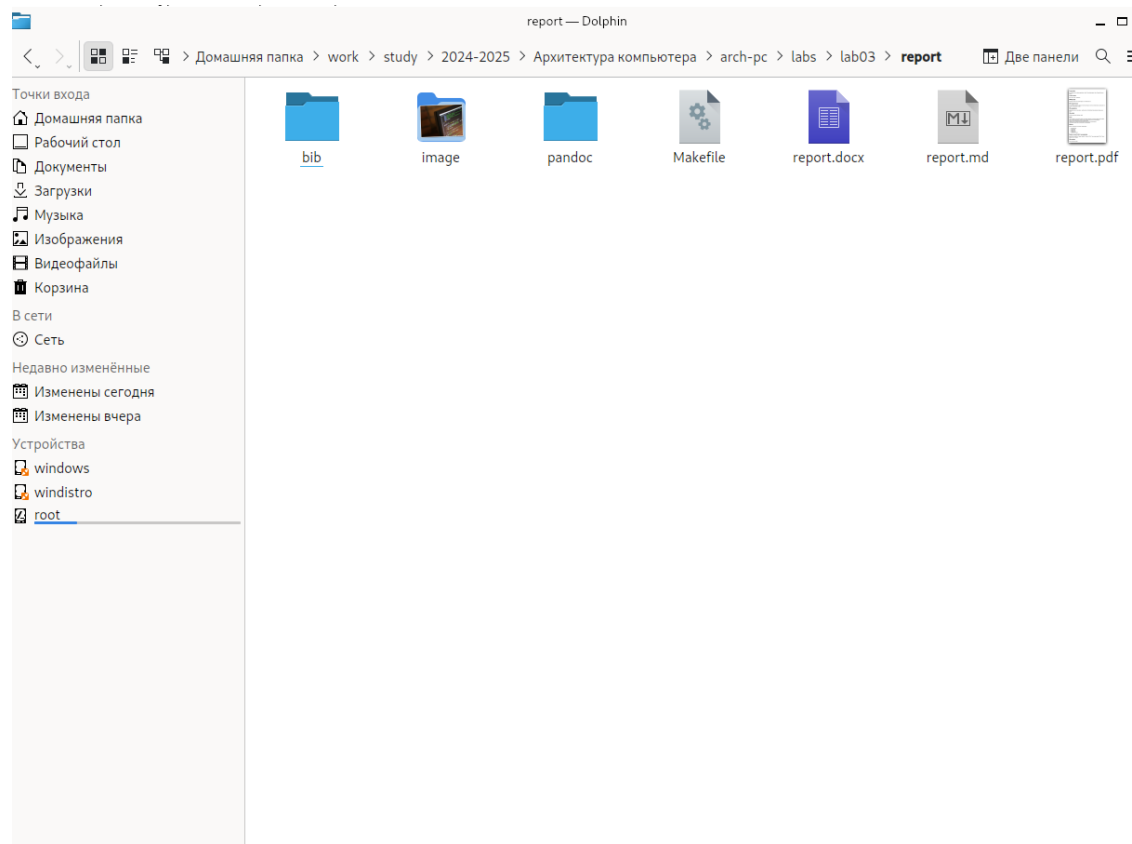 report — Dolphin
Домашняя папка > work > study > 2024-2025 > Архитектура компьютера > arch-pc > labs > lab03 > report Две панели
Точки входа
Домашняя папка
Рабочий стол
Документы
Загрузки
Музыка
Изображения
Видеофайлы
Корзина
В сети
Сеть
Недавно изменённые
Изменены сегодня
Изменены вчера
Устройства
windows
windistro
root
bib image pandoc Makefile report.docx report.md report.pdf